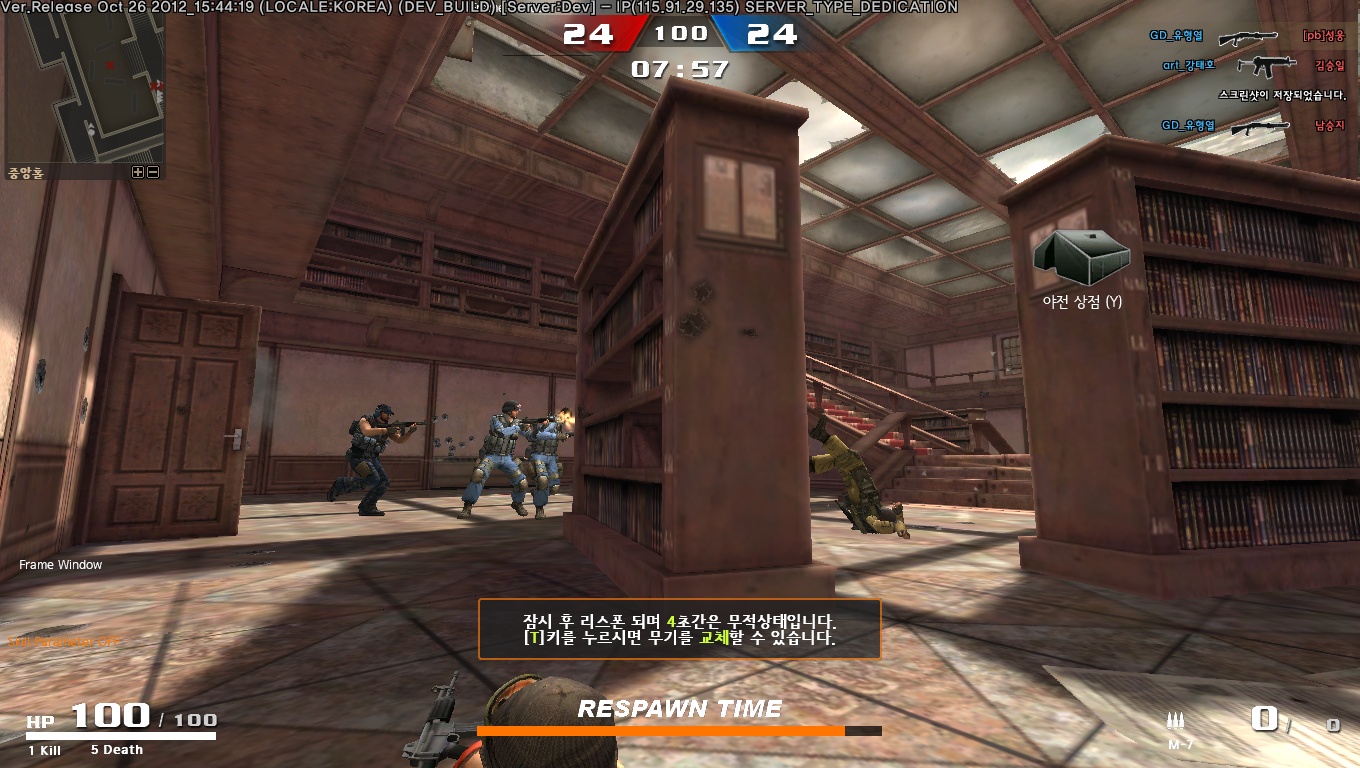 Ver.Release Oct 26 2012_15:44:19 (LOCALE:KOREA) (DEV_BUILD) [Server:Dev] - IP(115.91.29.135) SERVER_TYPE_DEDICATION
24 100 24
07:57
GD_유형열 [pb]성웅
art_강태호 김승일
스크린샷이 저장되었습니다.
GD_유형열 남승지
중앙홀
야전 상점 (Y)
Frame Window
잠시 후 리스폰 되며 4초간은 무적상태입니다.
[T]키를 누르시면 무기를 교체할 수 있습니다.
RESPAWN TIME
HP 100 / 100
1 Kill 5 Death
0 / 0
M-7